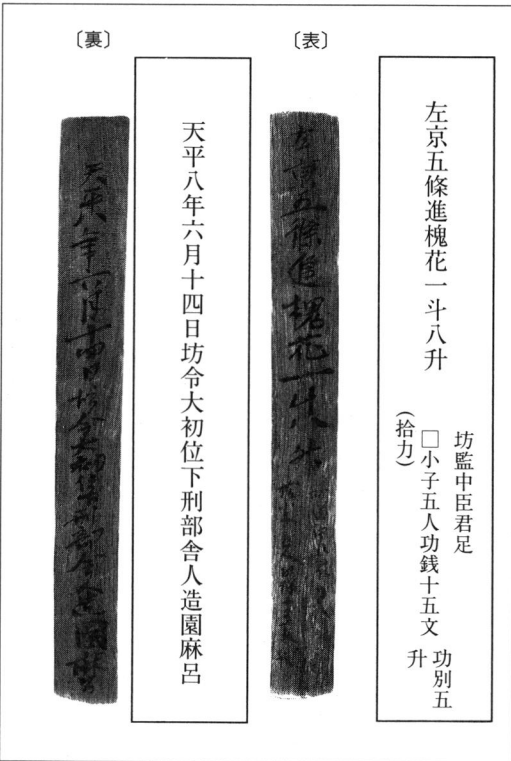 〔表〕
左京五條進槐花一斗八升
坊監中臣君足
□小子五人功銭十五文
(拾力)
功別五
升
〔裏〕
天平八年六月十四日坊令大初位下刑部舎人造園麻呂